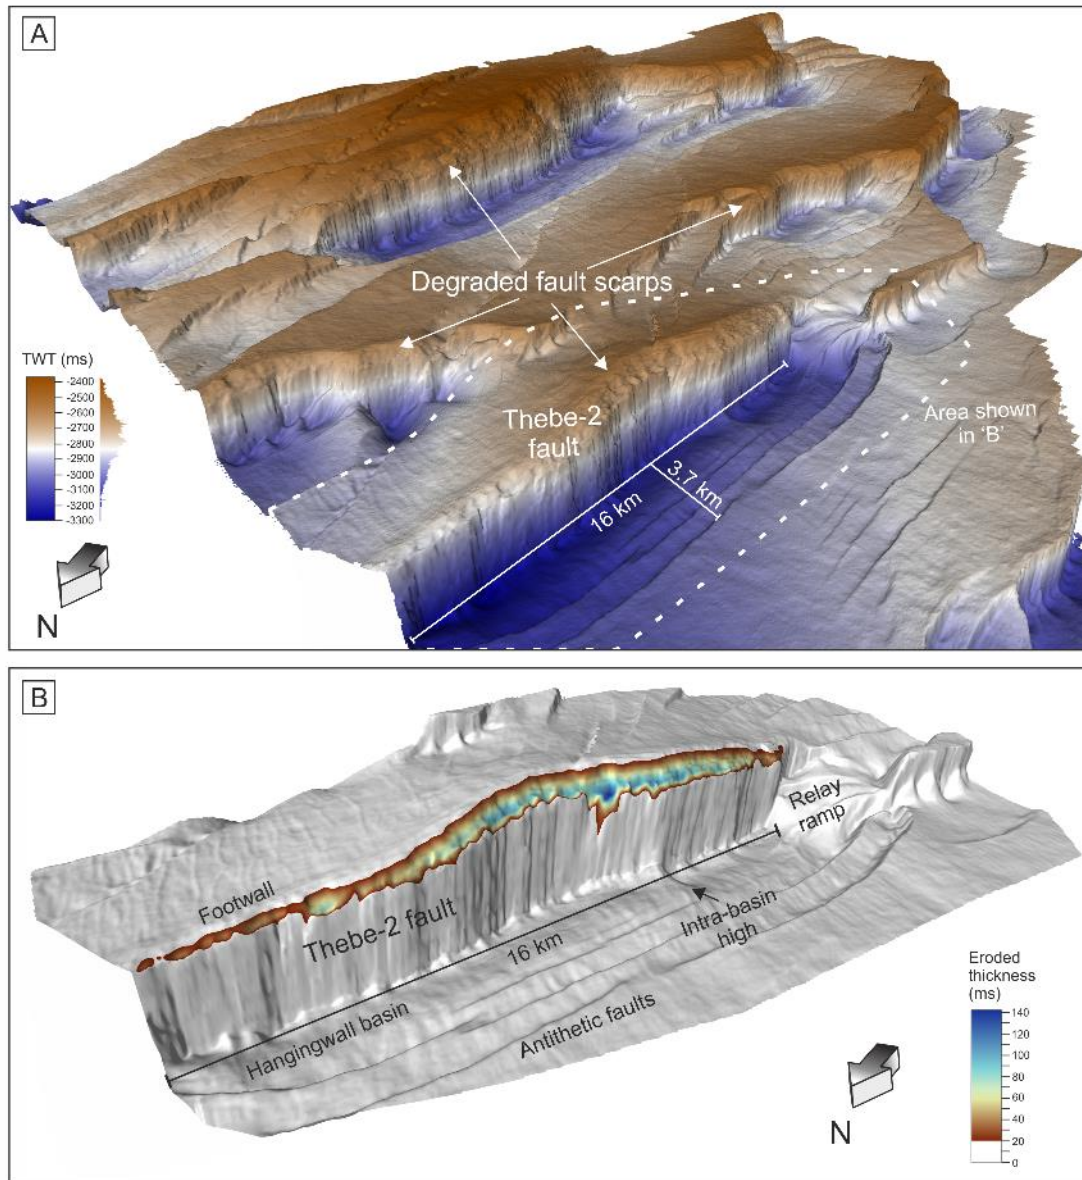 A
Degraded fault scarps
TWT (ms)
-2400
-2500
-2600
-2700
-2800
-2900
-3000
-3100
-3200
-3300
Thebe-2
fault
Area shown
in 'B'
3.7 km
16 km
N
B
Relay
ramp
Footwall
Thebe-2 fault
Intra-basin
high
16 km
Hangingwall basin
Antithetic faults
Eroded
thickness
(ms)
140
120
100
80
60
40
20
0
N